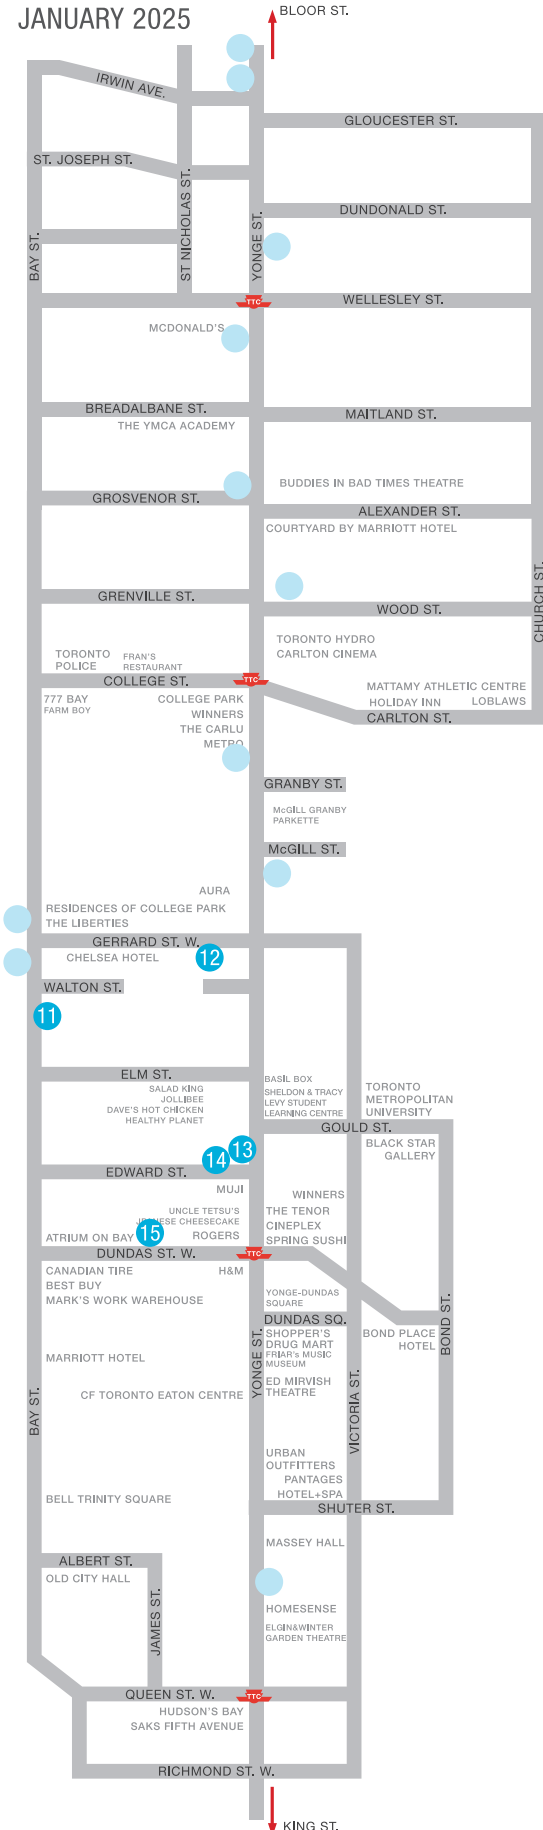 JANUARY 2025
BLOOR ST.
IRWIN AVE.
GLOUCESTER ST.
ST. JOSEPH ST.
ST NICHOLAS ST.
DUNDONALD ST.
BAY ST.
YONGE ST.
TTC
WELLESLEY ST.
MCDONALD'S
BREADALBANE ST.
MAITLAND ST.
THE YMCA ACADEMY
BUDDIES IN BAD TIMES THEATRE
GROSVENOR ST.
ALEXANDER ST.
COURTYARD BY MARRIOTT HOTEL
CHURCH ST.
GRENVILLE ST.
WOOD ST.
TORONTO HYDRO
CARLTON CINEMA
TORONTO
POLICE
FRAN'S
RESTAURANT
COLLEGE ST.
TTC
MATTAMY ATHLETIC CENTRE
HOLIDAY INN
LOBLAWS
CARLTON ST.
777 BAY
FARM BOY
COLLEGE PARK
WINNERS
THE CARLU
METRO
GRANBY ST.
McGILL GRANBY
PARKETTE
McGILL ST.
AURA
RESIDENCES OF COLLEGE PARK
THE LIBERTIES
GERRARD ST. W.
CHELSEA HOTEL
12
WALTON ST.
11
ELM ST.
SALAD KING
JOLLIBEE
DAVE'S HOT CHICKEN
HEALTHY PLANET
BASIL BOX
SHELDON & TRACY
LEVY STUDENT
LEARNING CENTRE
TORONTO
METROPOLITAN
UNIVERSITY
GOULD ST.
BLACK STAR
GALLERY
13
14
EDWARD ST.
MUJI
WINNERS
UNCLE TETSU'S
CHEESECAKE
ROGERS
THE TENOR
CINEPLEX
SPRING SUSHI
15
ATRIUM ON BAY
DUNDAS ST. W.
TTC
CANADIAN TIRE
BEST BUY
MARK'S WORK WAREHOUSE
H&M
YONGE-DUNDAS
SQUARE
DUNDAS SQ.
SHOPPER'S
DRUG MART
FRIAR's MUSIC
MUSEUM
BOND PLACE
HOTEL
BOND ST.
MARRIOTT HOTEL
YONGE ST.
ED MIRVISH
THEATRE
CF TORONTO EATON CENTRE
BAY ST.
VICTORIA ST.
URBAN
OUTFITTERS
PANTAGES
HOTEL+SPA
BELL TRINITY SQUARE
SHUTER ST.
MASSEY HALL
ALBERT ST.
OLD CITY HALL
JAMES ST.
HOMESENSE
ELGIN&WINTER
GARDEN THEATRE
QUEEN ST. W.
TTC
HUDSON'S BAY
SAKS FIFTH AVENUE
RICHMOND ST. W.
KING ST.